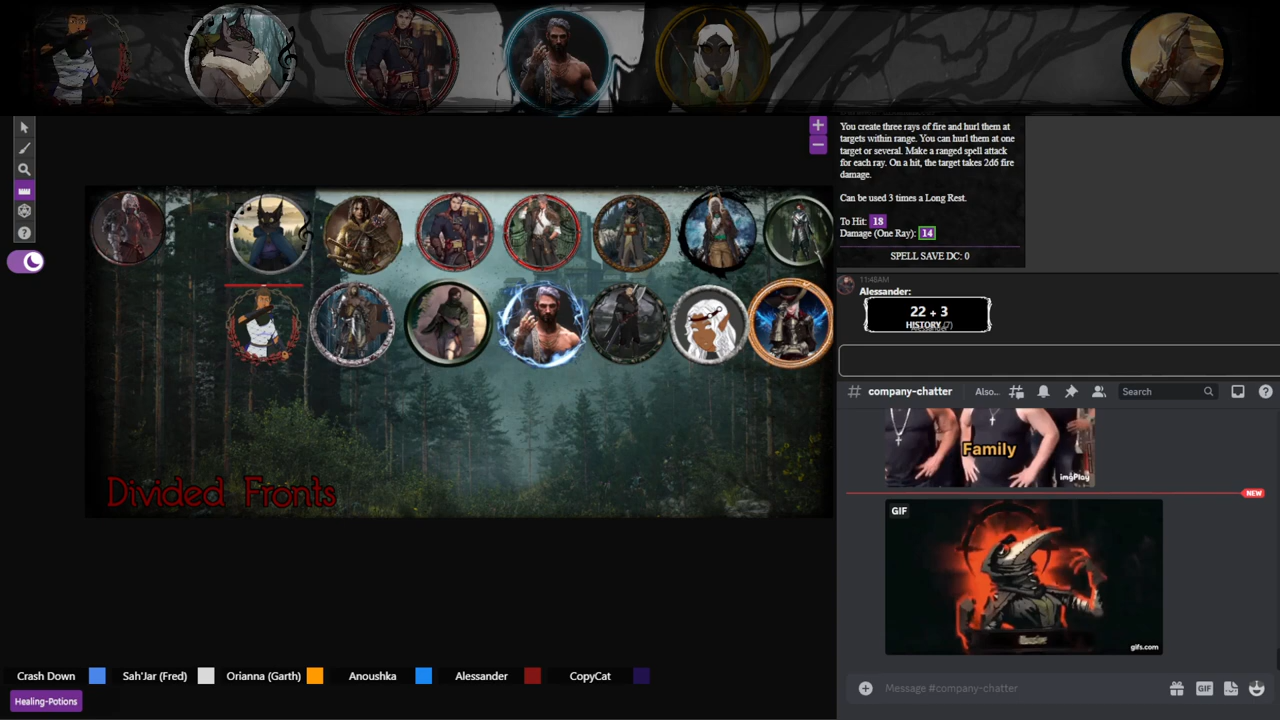 You create three rays of fire and hurl them at
targets within range. You can hurl them at one
target or several. Make a ranged spell attack
for each ray. On a hit, the target takes 2d6 fire
damage.
Can be used 3 times a Long Rest.
To Hit: 18
Damage (One Ray): 14
SPELL SAVE DC: 0
11:48AM
Alessander:
22 + 3
HISTORY (7)
# company-chatter
Also...
Search
Family
imgPlay
NEW
GIF
gifs.com
Message #company-chatter
GIF
Divided Fronts
Crash Down
Sah'Jar (Fred)
Orianna (Garth)
Anoushka
Alessander
CopyCat
Healing-Potions